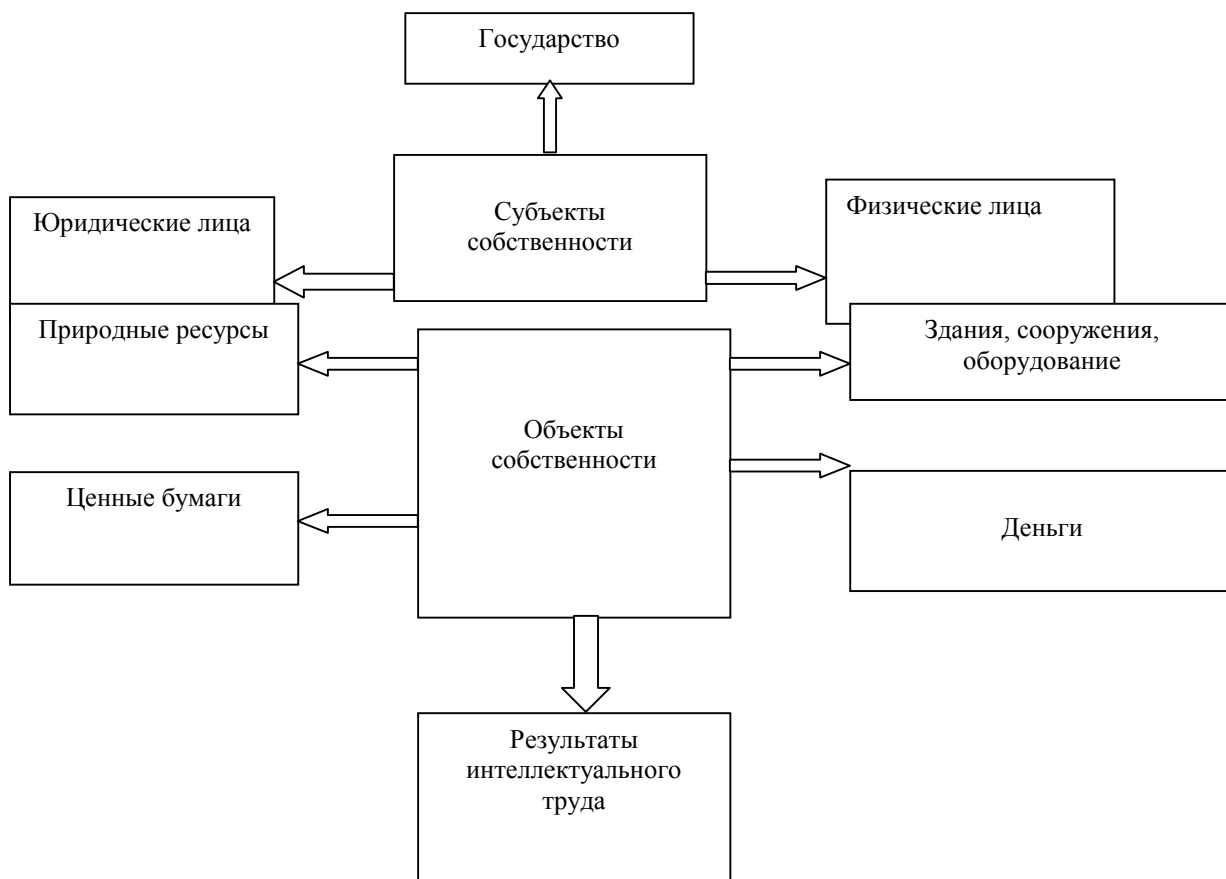 Государство
Субъекты
собственности
Юридические лица
Физические лица
Природные ресурсы
Здания, сооружения,
оборудование
Объекты
собственности
Ценные бумаги
Деньги
Результаты
интеллектуального
труда